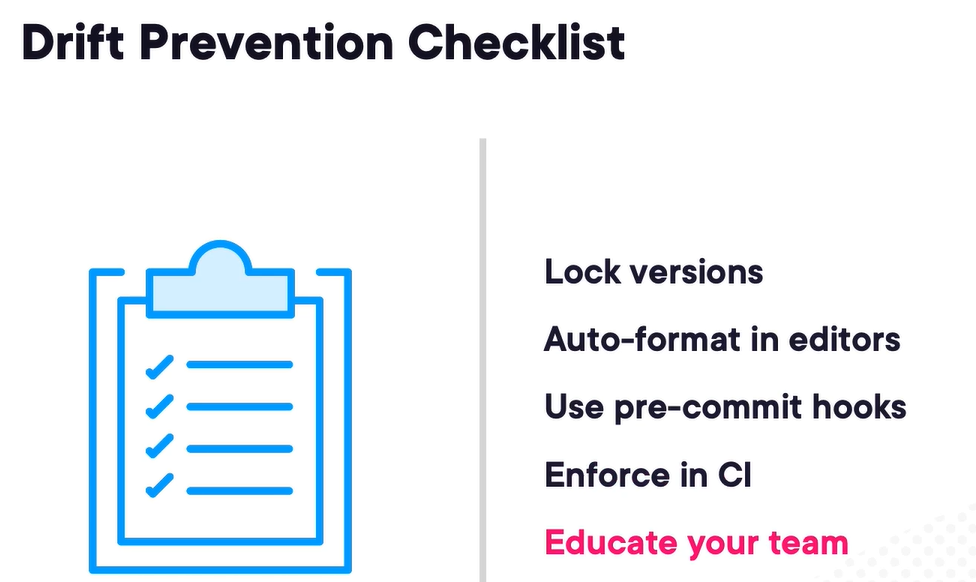 Drift Prevention Checklist
Lock versions
Auto-format in editors
Use pre-commit hooks
Enforce in CI
Educate your team